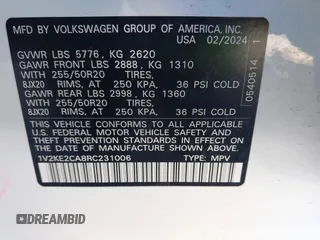 MFD BY VOLKSWAGEN GROUP OF AMERICA, INC.
USA 02/2024
GVWR LBS 5776, KG 2620
GAWR FRONT LBS 2888, KG 1310
WITH 255/50R20 TIRES,
8JX20 RIMS, AT 250 KPA, 36 PSI COLD
GAWR REAR LBS 2998, KG 1360
WITH 255/50R20 TIRES,
8JX20 RIMS, AT 250 KPA, 36 PSI COLD
THIS VEHICLE CONFORMS TO ALL APPLICABLE
FEDERAL MOTOR VEHICLE SAFETY AND
THEFT PREVENTION STANDARDS IN EFFECT ON
THE DATE OF MANUFACTURE SHOWN ABOVE.
1V2KE2CA8RC231006 TYPE: MPV
0540514
DREAMBID